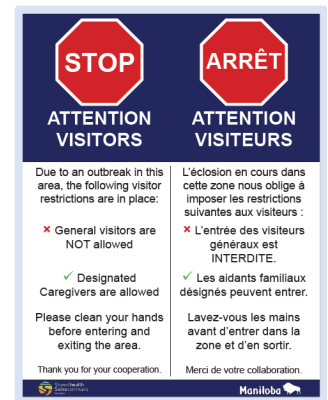 STOP
ATTENTION
VISITORS
Due to an outbreak in this
area, the following visitor
restrictions are in place:
× General visitors are
NOT allowed
✓ Designated
Caregivers are allowed
Please clean your hands
before entering and
exiting the area.
Thank you for your cooperation.
ARRÊT
ATTENTION
VISITEURS
L'éclosion en cours dans
cette zone nous oblige à
imposer les restrictions
suivantes aux visiteurs :
× L'entrée des visiteurs
généraux est
INTERDITE.
✓ Les aidants familiaux
désignés peuvent entrer.
Lavez-vous les mains
avant d'entrer dans la
zone et d'en sortir.
Merci de votre collaboration.
Sharedhealth
Soinscommuns
Manitoba